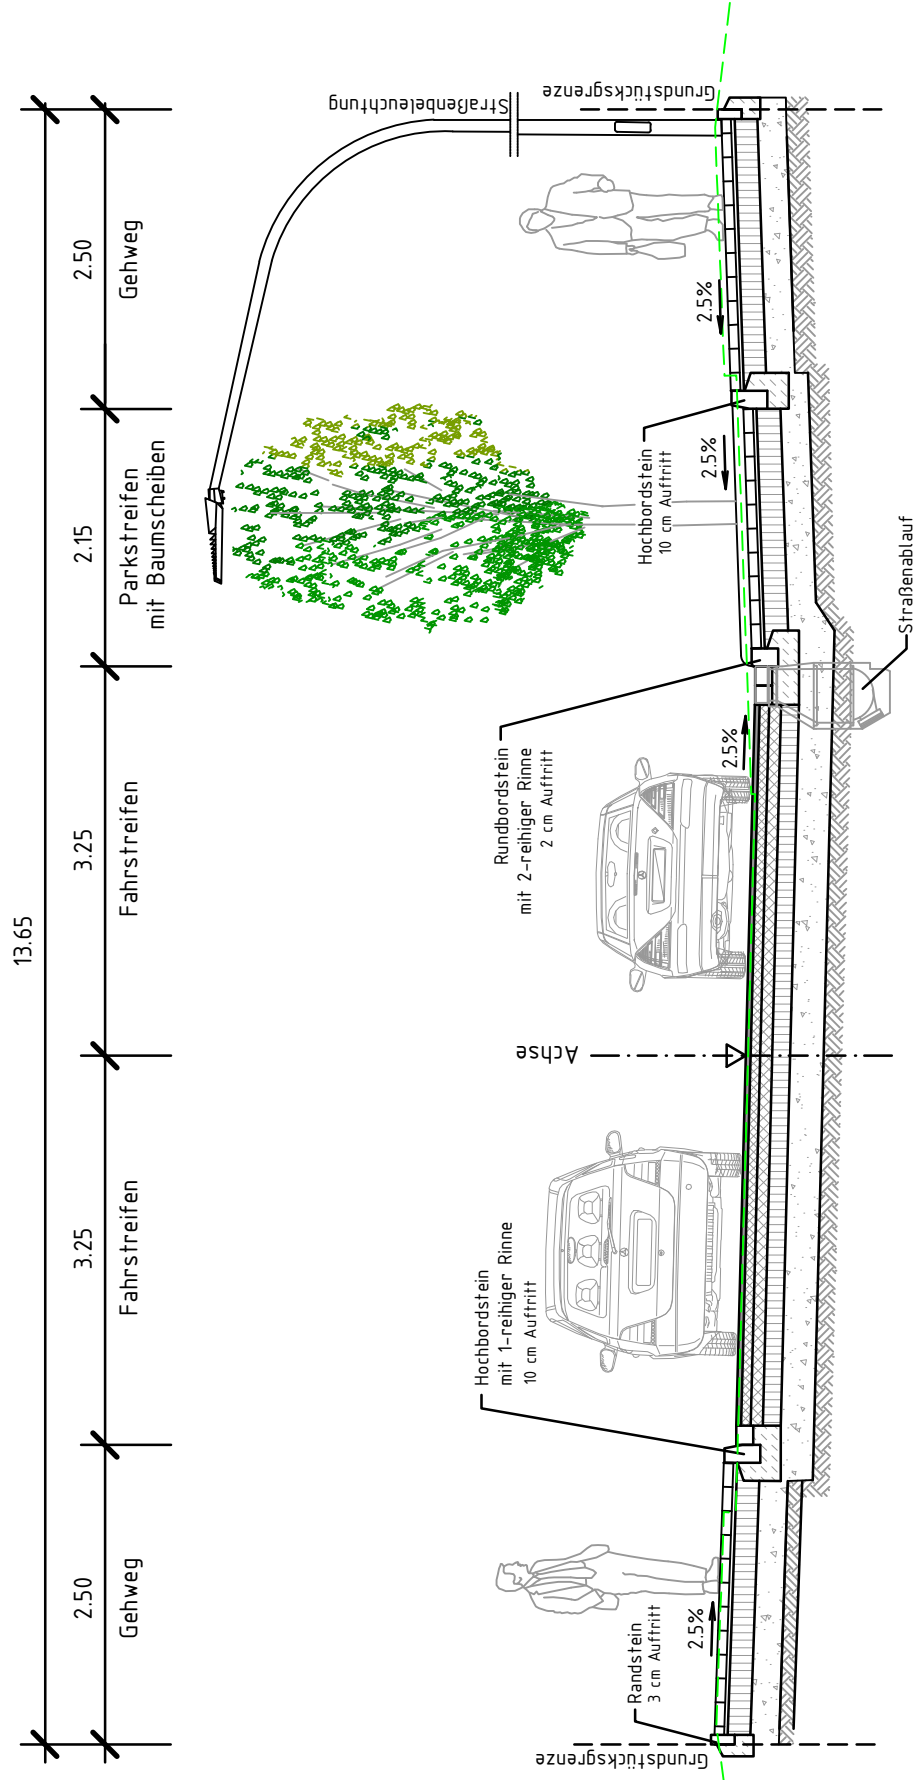 13.65
2.50
3.25
3.25
2.15
2.50
Gehweg
Fahrstreifen
Fahrstreifen
Parkstreifen
mit Baumscheiben
Gehweg
Straßenbeleuchtung
Grundstücksgrenze
Hochbordstein
mit 1-reihiger Rinne
10 cm Auftritt
Achse
Rundbordstein
mit 2-reihiger Rinne
2 cm Auftritt
Hochbordstein
10 cm Auftritt
Randstein
3 cm Auftritt
Grundstücksgrenze
2.5%
2.5%
2.5%
2.5%
Straßenablauf